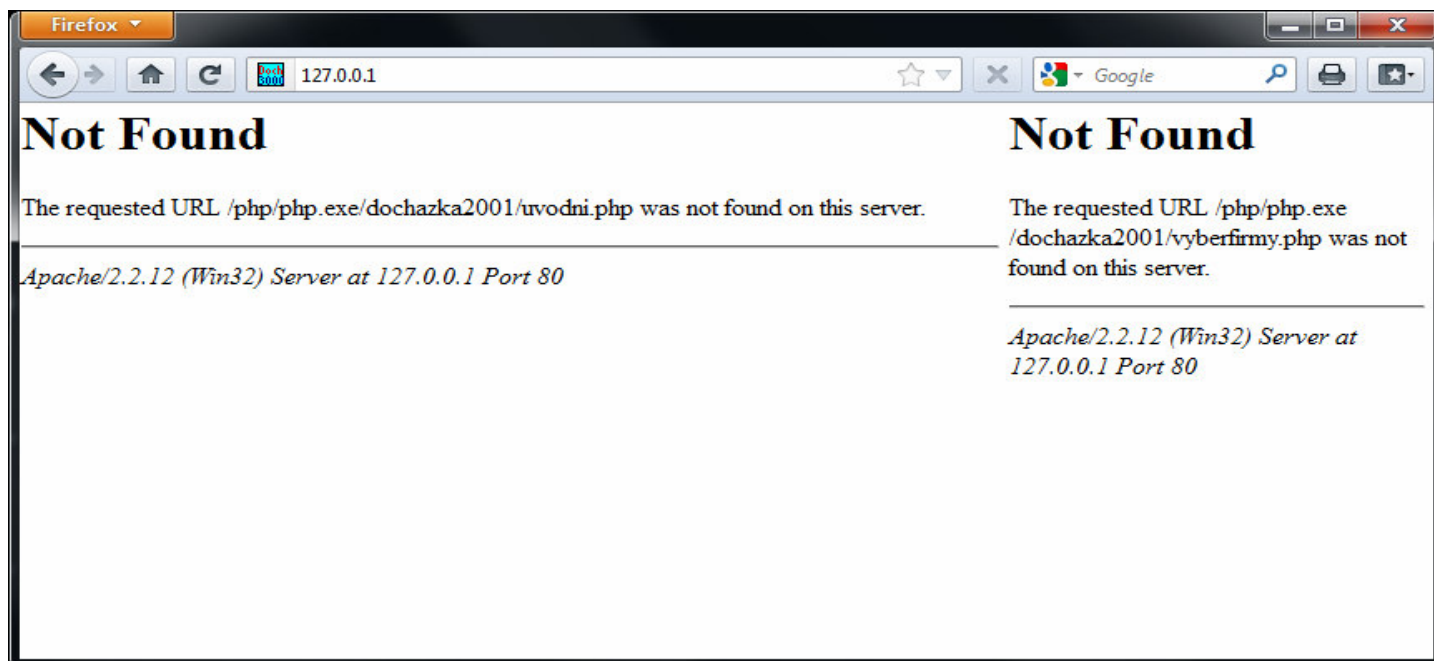 Firefox
Doch
3000
127.0.0.1
Google
Not Found
The requested URL /php/php.exe/dochazka2001/uvodni.php was not found on this server.
Apache/2.2.12 (Win32) Server at 127.0.0.1 Port 80
Not Found
The requested URL /php/php.exe
/dochazka2001/vyberfirmy.php was not
found on this server.
Apache/2.2.12 (Win32) Server at
127.0.0.1 Port 80